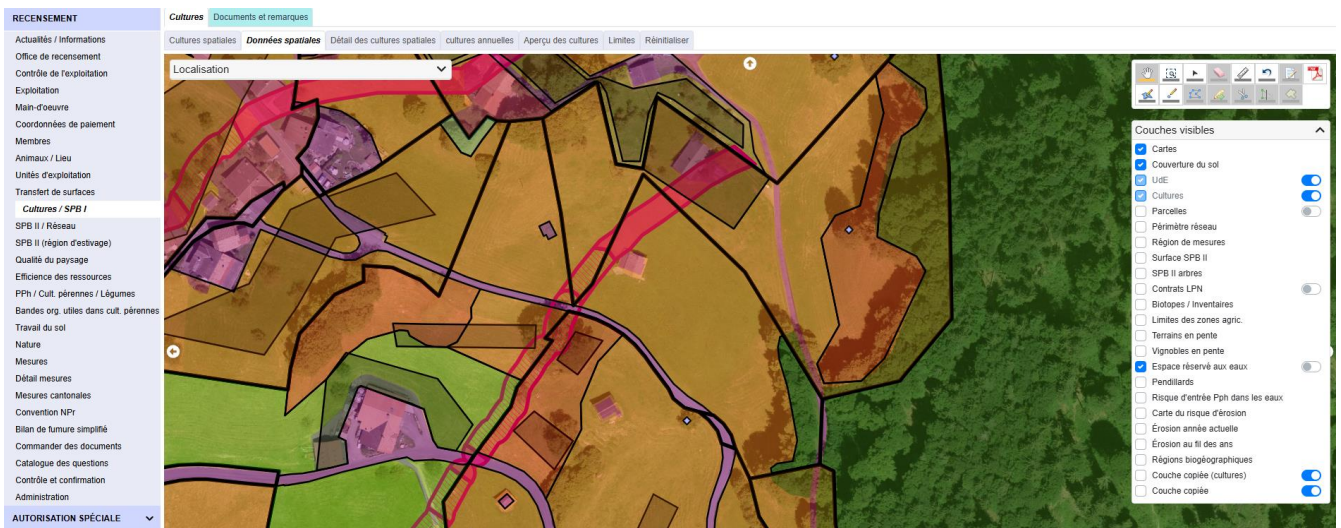 RECENSEMENT
Actualités / Informations
Office de recensement
Contrôle de l'exploitation
Exploitation
Main-d'oeuvre
Coordonnées de paiement
Membres
Animaux / Lieu
Unités d'exploitation
Transfert de surfaces
Cultures / SPB I
SPB II / Réseau
SPB II (région d'estivage)
Qualité du paysage
Efficience des ressources
PPh / Cult. pérennes / Légumes
Bandes org. utiles dans cult. pérennes
Travail du sol
Nature
Mesures
Détail mesures
Mesures cantonales
Convention NPr
Bilan de fumure simplifié
Commander des documents
Catalogue des questions
Contrôle et confirmation
Administration
AUTORISATION SPÉCIALE
Cultures Documents et remarques
Cultures spatiales Données spatiales Détail des cultures spatiales cultures annuelles Aperçu des cultures Limites Réinitialiser
Localisation
Couches visibles
Cartes
Couverture du sol
UdE
Cultures
Parcelles
Périmètre réseau
Région de mesures
Surface SPB II
SPB II arbres
Contrats LPN
Biotopes / Inventaires
Limites des zones agric.
Terrains en pente
Vignobles en pente
Espace réservé aux eaux
Pendillards
Risque d'entrée Pph dans les eaux
Carte du risque d'érosion
Érosion année actuelle
Érosion au fil des ans
Régions biogéographiques
Couche copiée (cultures)
Couche copiée